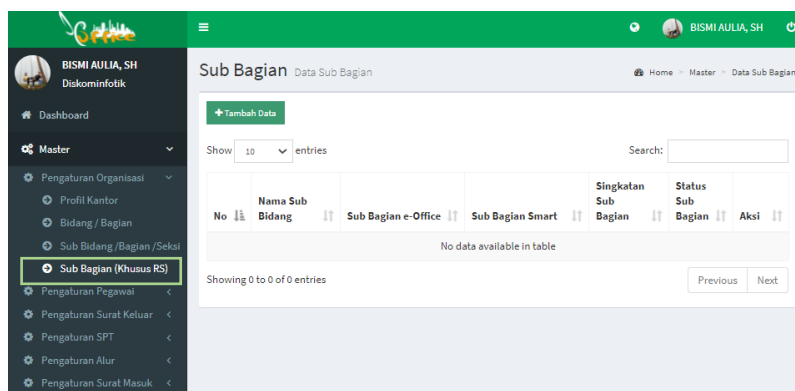 Office
BISMI AULIA, SH
BISMI AULIA, SH
Diskominfotik
Dashboard
Master
Pengaturan Organisasi
Profil Kantor
Bidang / Bagian
Sub Bidang /Bagian /Seksi
Sub Bagian (Khusus RS)
Pengaturan Pegawai
Pengaturan Surat Keluar
Pengaturan SPT
Pengaturan Alur
Pengaturan Surat Masuk
Sub Bagian Data Sub Bagian
Home > Master > Data Sub Bagian
+Tambah Data
Show 10 entries
Search:
No
Nama Sub Bidang
Sub Bagian e-Office
Sub Bagian Smart
Singkatan Sub Bagian
Status Sub Bagian
Aksi
No data available in table
Showing 0 to 0 of 0 entries
Previous Next